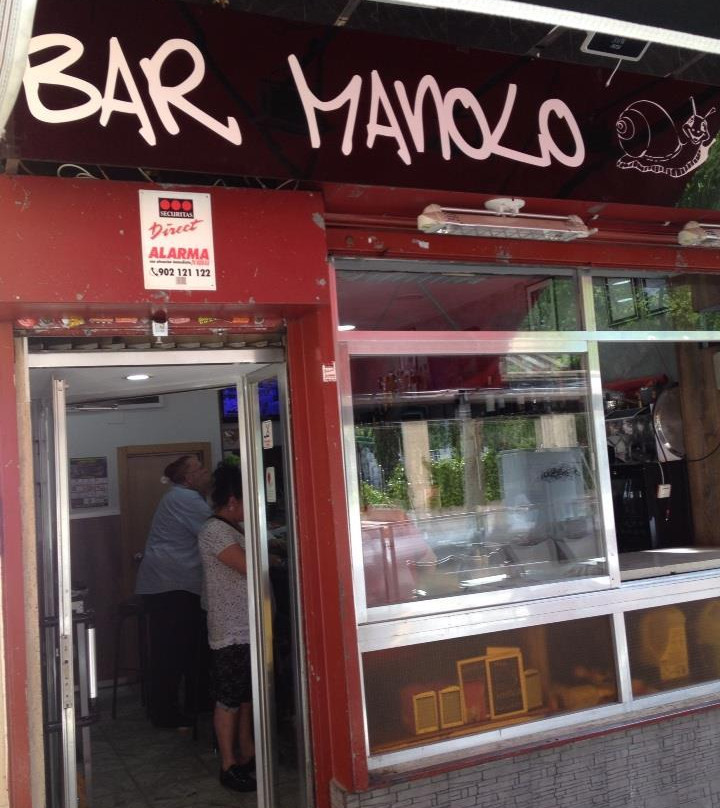 BAR MANOLO
SECURITAS
Direct
ALARMA
902 121 122